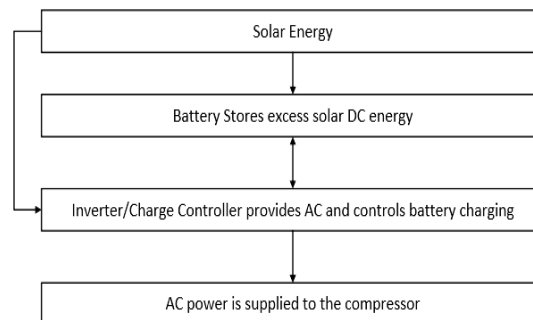 Solar Energy
Battery Stores excess solar DC energy
Inverter/Charge Controller provides AC and controls battery charging
AC power is supplied to the compressor